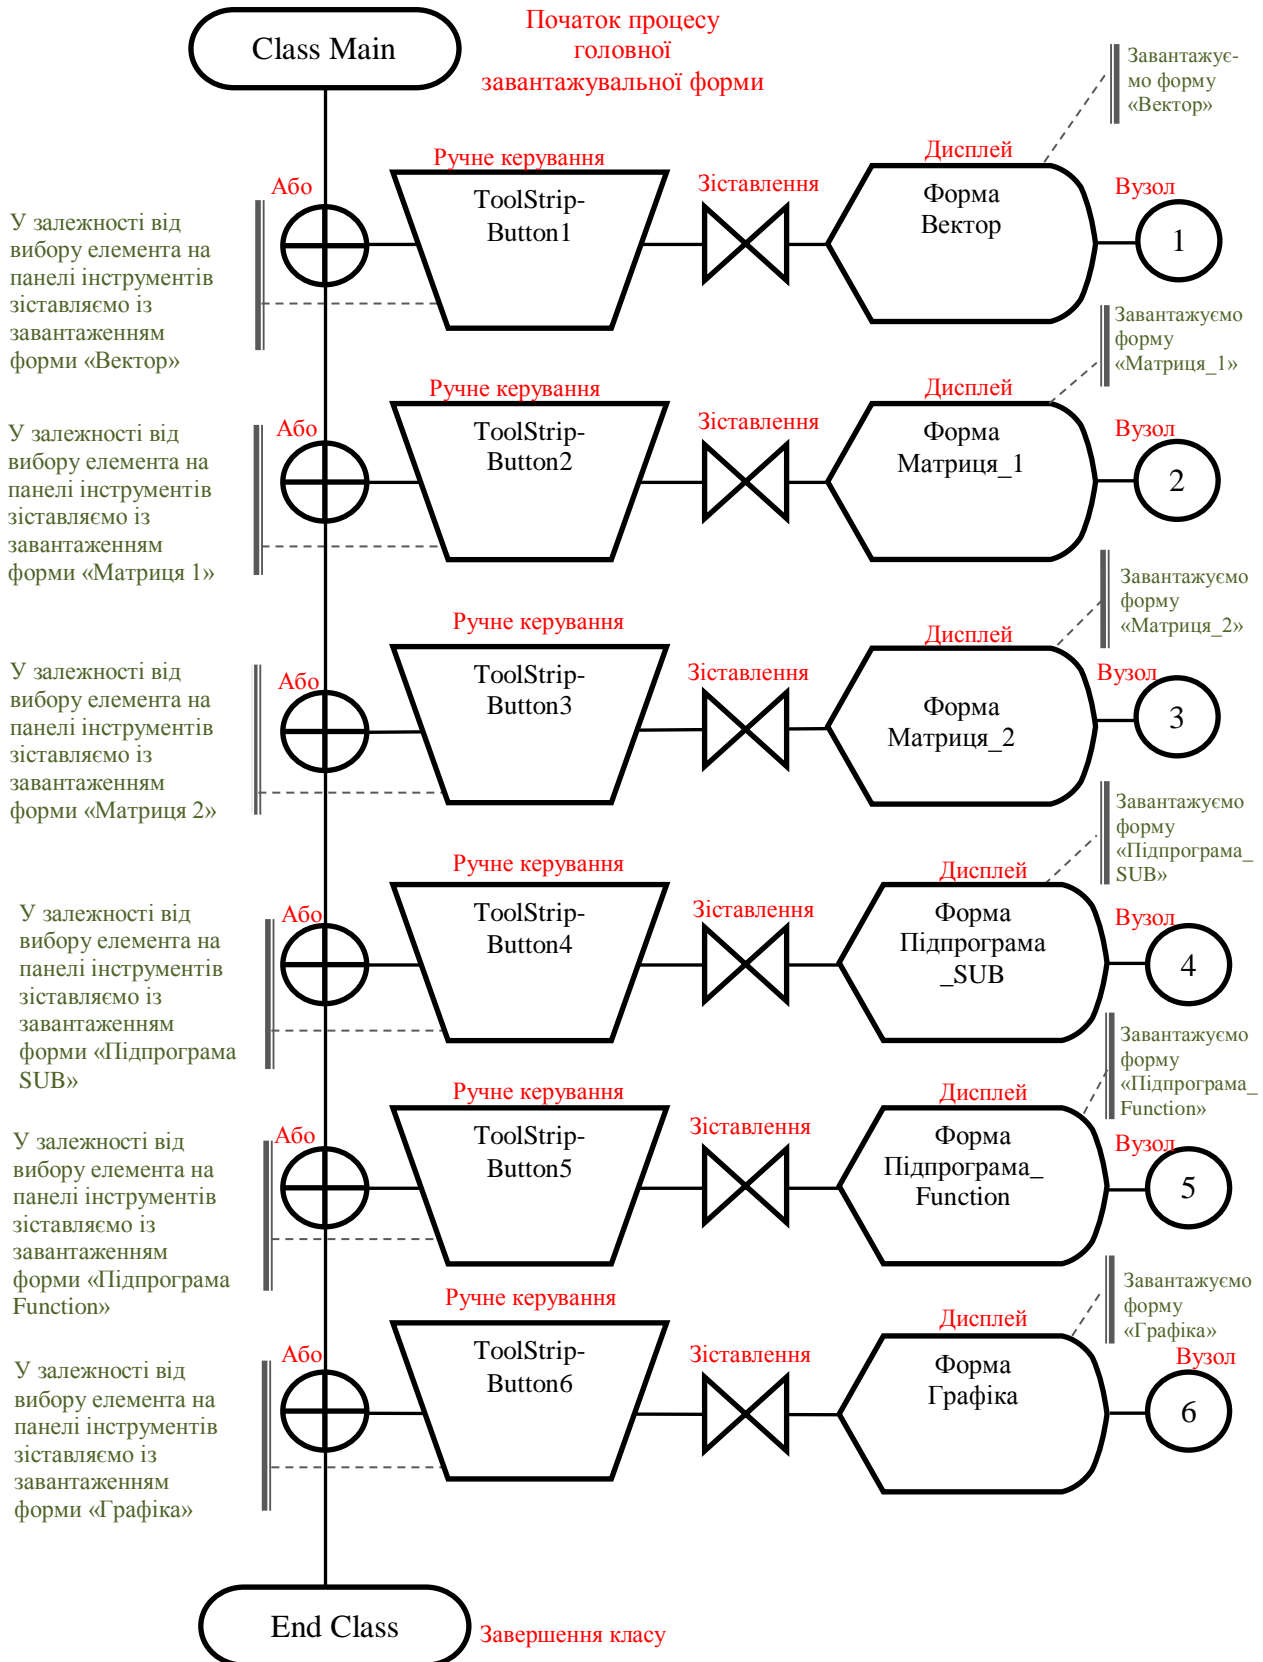 Class Main
Початок процесу
головної
завантажувальної форми
Завантажує-
мо форму
«Вектор»
Або
Ручне керування
Зіставлення
Дисплей
Вузол
У залежності від
вибору елемента на
панелі інструментів
зіставляємо із
завантаженням
форми «Вектор»
ToolStrip-
Button1
Форма
Вектор
1
Завантажуємо
форму
«Матриця_1»
Або
Ручне керування
Зіставлення
Дисплей
Вузол
У залежності від
вибору елемента на
панелі інструментів
зіставляємо із
завантаженням
форми «Матриця 1»
ToolStrip-
Button2
Форма
Матриця_1
2
Завантажуємо
форму
«Матриця_2»
Або
Ручне керування
Зіставлення
Дисплей
Вузол
У залежності від
вибору елемента на
панелі інструментів
зіставляємо із
завантаженням
форми «Матриця 2»
ToolStrip-
Button3
Форма
Матриця_2
3
Завантажуємо
форму
«Підпрограма_
SUB»
Або
Ручне керування
Зіставлення
Дисплей
Вузол
У залежності від
вибору елемента на
панелі інструментів
зіставляємо із
завантаженням
форми «Підпрограма
SUB»
ToolStrip-
Button4
Форма
Підпрограма
_SUB
4
Завантажуємо
форму
«Підпрограма_
Function»
Або
Ручне керування
Зіставлення
Дисплей
Вузол
У залежності від
вибору елемента на
панелі інструментів
зіставляємо із
завантаженням
форми «Підпрограма
Function»
ToolStrip-
Button5
Форма
Підпрограма_
Function
5
Завантажуємо
форму
«Графіка»
Або
Ручне керування
Зіставлення
Дисплей
Вузол
У залежності від
вибору елемента на
панелі інструментів
зіставляємо із
завантаженням
форми «Графіка»
ToolStrip-
Button6
Форма
Графіка
6
End Class
Завершення класу